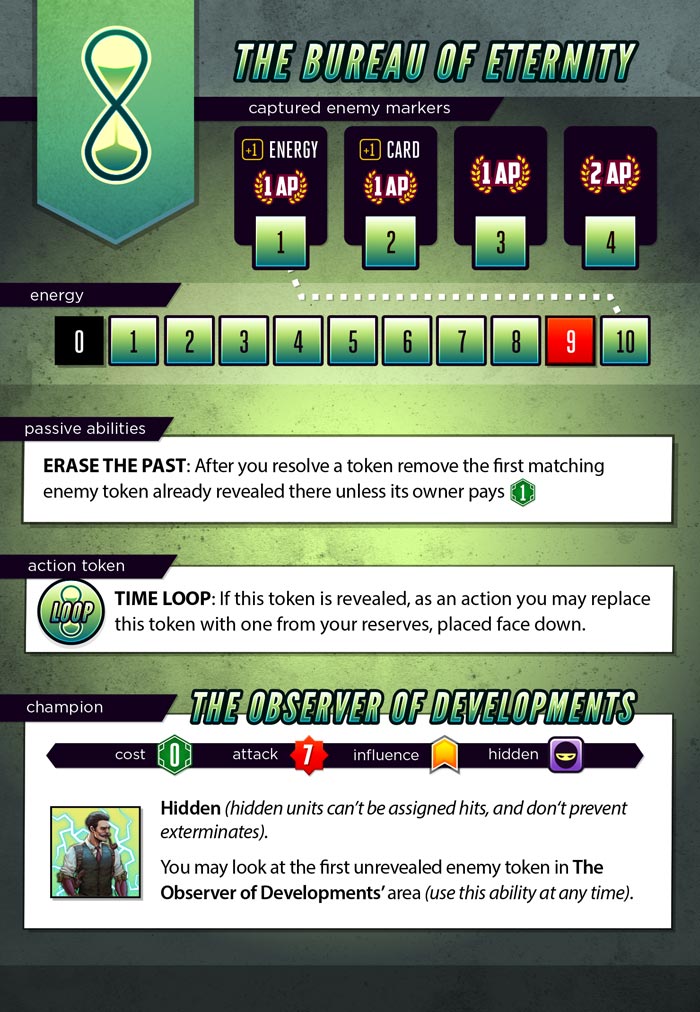 THE BUREAU OF ETERNITY
captured enemy markers
+1 ENERGY
1 AP
1
+1 CARD
1 AP
2
1 AP
3
2 AP
4
energy
0 1 2 3 4 5 6 7 8 9 10
passive abilities
ERASE THE PAST: After you resolve a token remove the first matching
enemy token already revealed there unless its owner pays 1
action token
LOOP
TIME LOOP: If this token is revealed, as an action you may replace
this token with one from your reserves, placed face down.
champion
THE OBSERVER OF DEVELOPMENTS
cost 0 attack 7 influence hidden
Hidden (hidden units can't be assigned hits, and don't prevent
exterminates).
You may look at the first unrevealed enemy token in The
Observer of Developments' area (use this ability at any time).